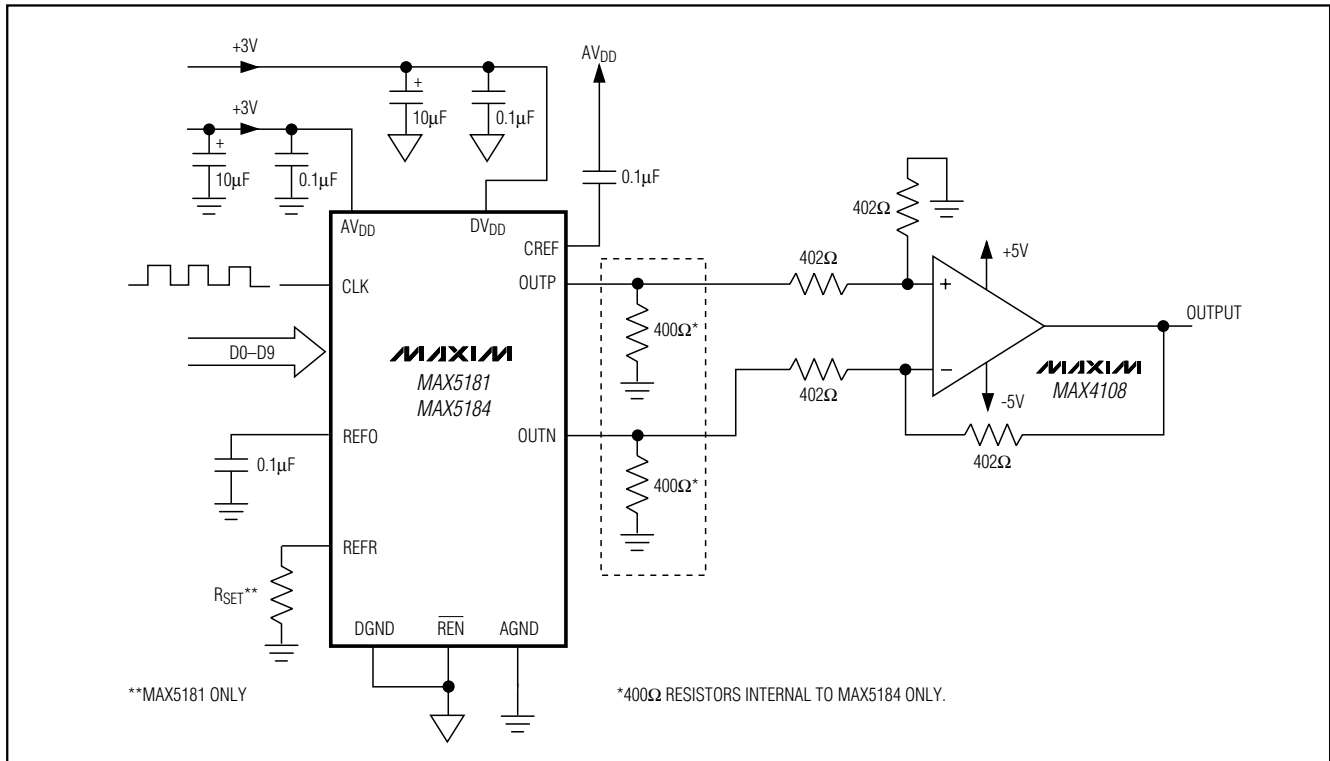 +3V
AVDD
+3V
+
10µF
0.1µF
+
10µF
0.1µF
0.1µF
402Ω
AVDD
DVDD
CREF
402Ω
+5V
CLK
OUTP
+
OUTPUT
400Ω*
D0–D9
MAXIM
MAX5181
MAX5184
402Ω
−
MAXIM
MAX4108
-5V
REFO
OUTN
402Ω
0.1µF
400Ω*
REFR
RSET**
DGND
REN
AGND
**MAX5181 ONLY
*400Ω RESISTORS INTERNAL TO MAX5184 ONLY.